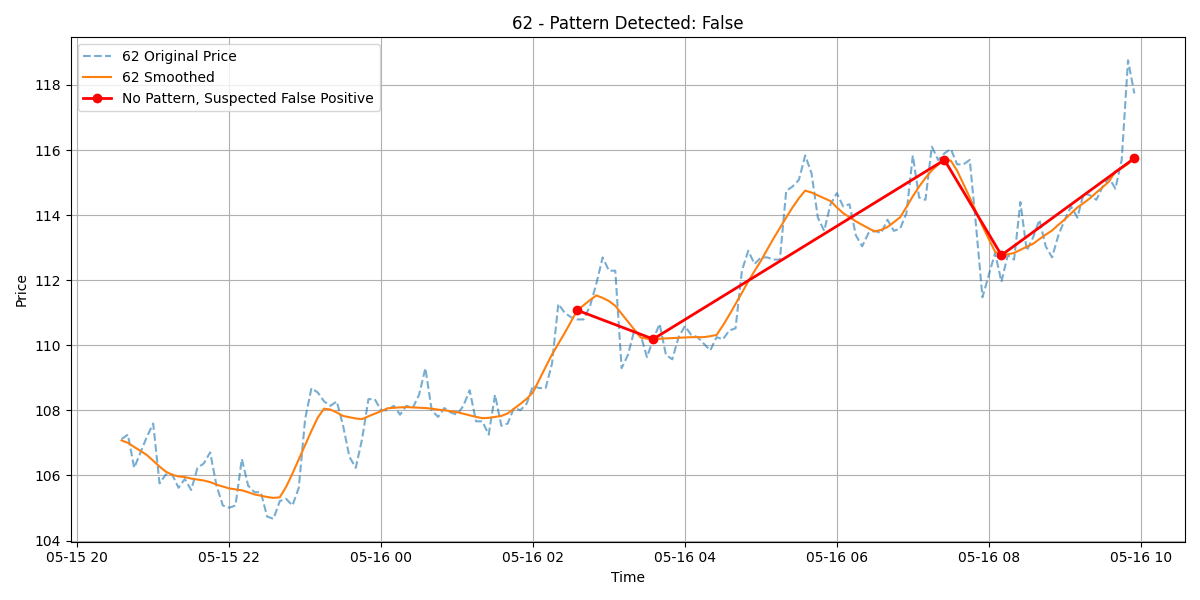 62 - Pattern Detected: False
62 Original Price
62 Smoothed
No Pattern, Suspected False Positive
Price
118
116
114
112
110
108
106
104
05-15 20
05-15 22
05-16 00
05-16 02
05-16 04
05-16 06
05-16 08
05-16 10
Time